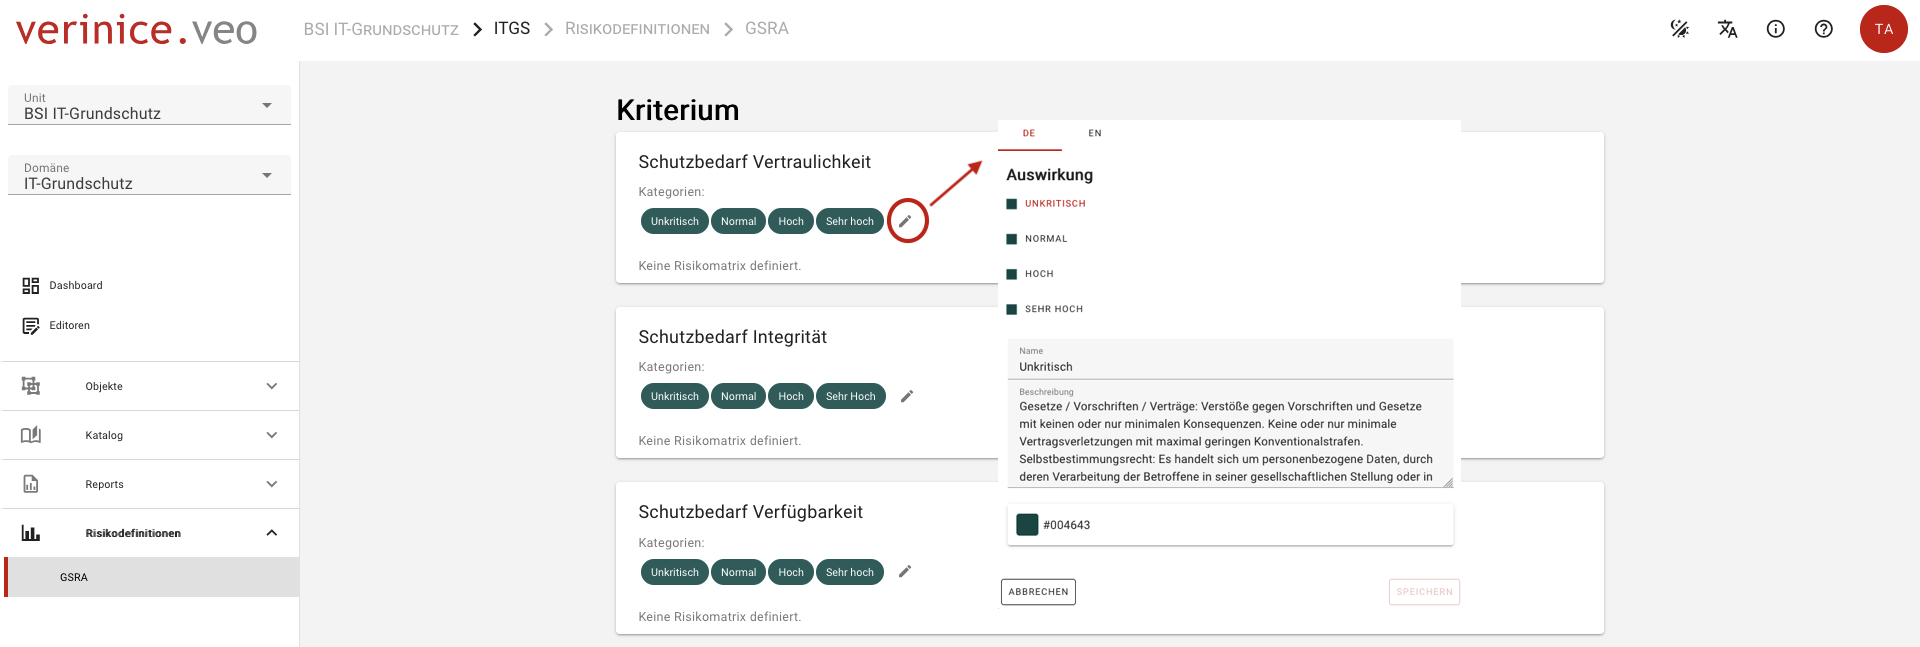 verinice.veo
BSI IT-Grundschutz
ITGS
Risikodefinitionen
GSRA
TA
Unit
BSI IT-Grundschutz
Domäne
IT-Grundschutz
Dashboard
Editoren
Objekte
Katalog
Reports
Risikodefinitionen
GSRA
Kriterium
Schutzbedarf Vertraulichkeit
Kategorien:
Unkritisch Normal Hoch Sehr hoch
Keine Risikomatrix definiert.
Schutzbedarf Integrität
Kategorien:
Unkritisch Normal Hoch Sehr Hoch
Keine Risikomatrix definiert.
Schutzbedarf Verfügbarkeit
Kategorien:
Unkritisch Normal Hoch Sehr hoch
Keine Risikomatrix definiert.
DE EN
Auswirkung
UNKRITISCH
NORMAL
HOCH
SEHR HOCH
Name
Unkritisch
Beschreibung
Gesetze / Vorschriften / Verträge: Verstöße gegen Vorschriften und Gesetze
mit keinen oder nur minimalen Konsequenzen. Keine oder nur minimale
Vertragsverletzungen mit maximal geringen Konventionalstrafen.
Selbstbestimmungsrecht: Es handelt sich um personenbezogene Daten, durch
deren Verarbeitung der Betroffene in seiner gesellschaftlichen Stellung oder in
#004643
ABBRECHEN
SPEICHERN